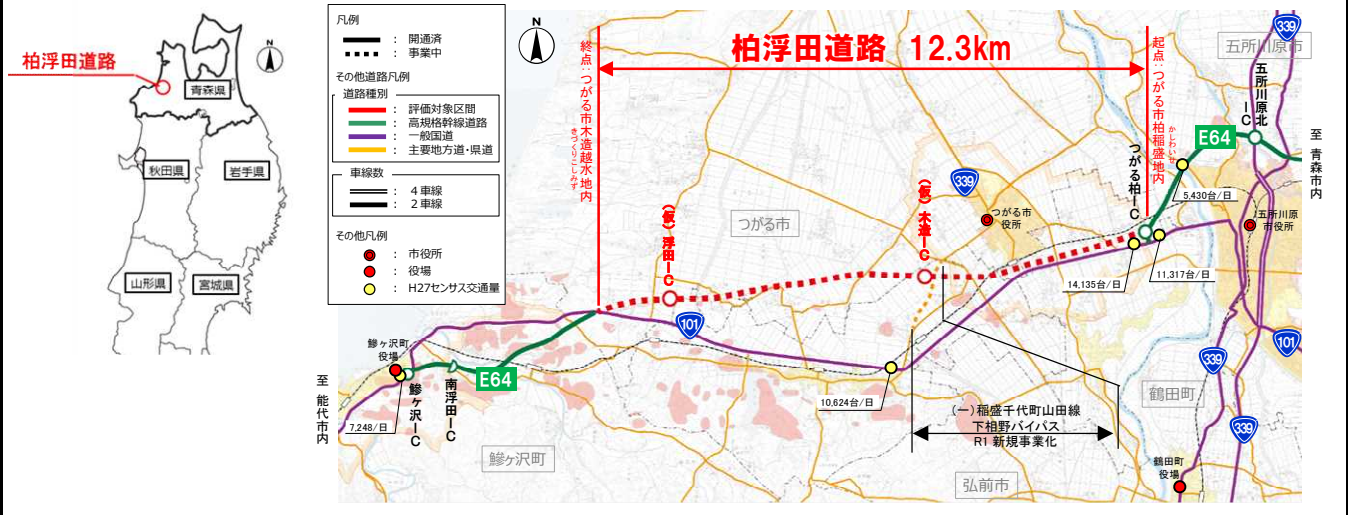 柏浮田道路
N
青森県
秋田県
岩手県
山形県
宮城県
凡例
： 開通済
： 事業中
その他道路凡例
道路種別
： 評価対象区間
： 高規格幹線道路
： 一般国道
： 主要地方道・県道
車線数
： ４車線
： ２車線
その他凡例
： 市役所
： 役場
： H27センサス交通量
N
柏浮田道路 12.3km
終点：つがる市木造越水地内
きづくりこしみず
起点：つがる市柏稲盛地内
かしわいなもり
五所川原市
339
五所川原北IC
E64
至 青森市内
つがる柏IC
5,430台/日
五所川原
市役所
339
つがる市
役所
つがる市
(仮)木造IC
(仮)浮田IC
11,317台/日
14,135台/日
101
101
鰺ヶ沢町
役場
E64
339
鶴田町
至 能代市内
7,248/日
鰺ヶ沢IC
南浮田IC
10,624台/日
(一)稲盛千代町山田線
下相野バイパス
R1 新規事業化
339
鰺ヶ沢町
弘前市
鶴田町
役場